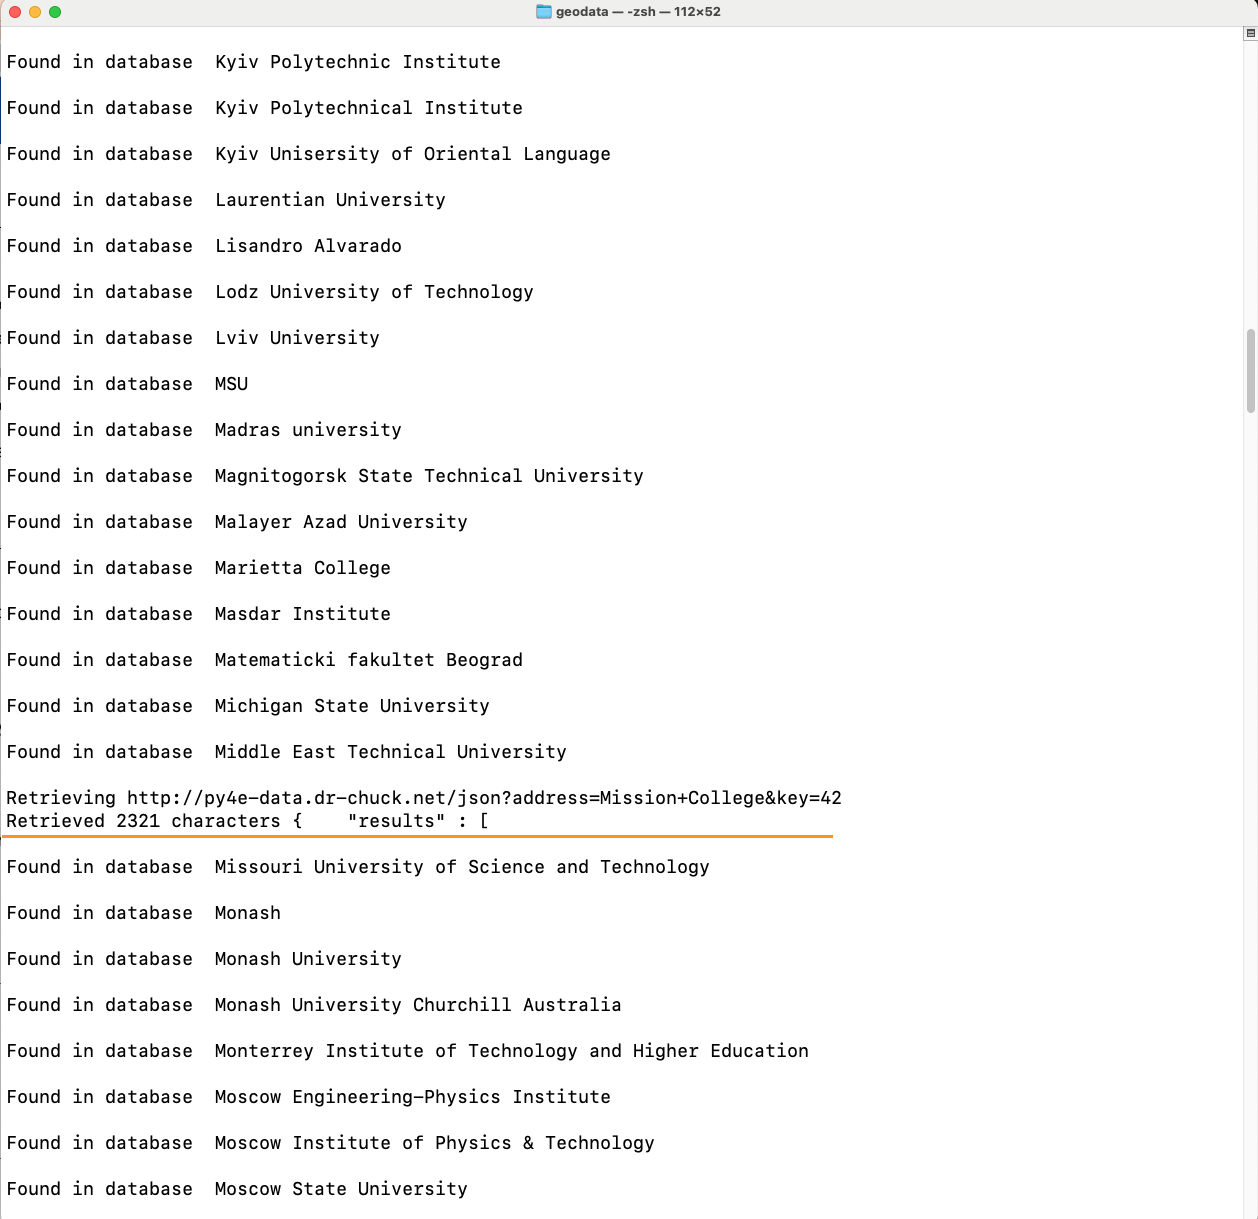 geodata — -zsh — 112×52
Found in database  Kyiv Polytechnic Institute
Found in database  Kyiv Polytechnical Institute
Found in database  Kyiv Unisersity of Oriental Language
Found in database  Laurentian University
Found in database  Lisandro Alvarado
Found in database  Lodz University of Technology
Found in database  Lviv University
Found in database  MSU
Found in database  Madras university
Found in database  Magnitogorsk State Technical University
Found in database  Malayer Azad University
Found in database  Marietta College
Found in database  Masdar Institute
Found in database  Matematicki fakultet Beograd
Found in database  Michigan State University
Found in database  Middle East Technical University
Retrieving http://py4e-data.dr-chuck.net/json?address=Mission+College&key=42
Retrieved 2321 characters {    "results" : [
Found in database  Missouri University of Science and Technology
Found in database  Monash
Found in database  Monash University
Found in database  Monash University Churchill Australia
Found in database  Monterrey Institute of Technology and Higher Education
Found in database  Moscow Engineering-Physics Institute
Found in database  Moscow Institute of Physics & Technology
Found in database  Moscow State University